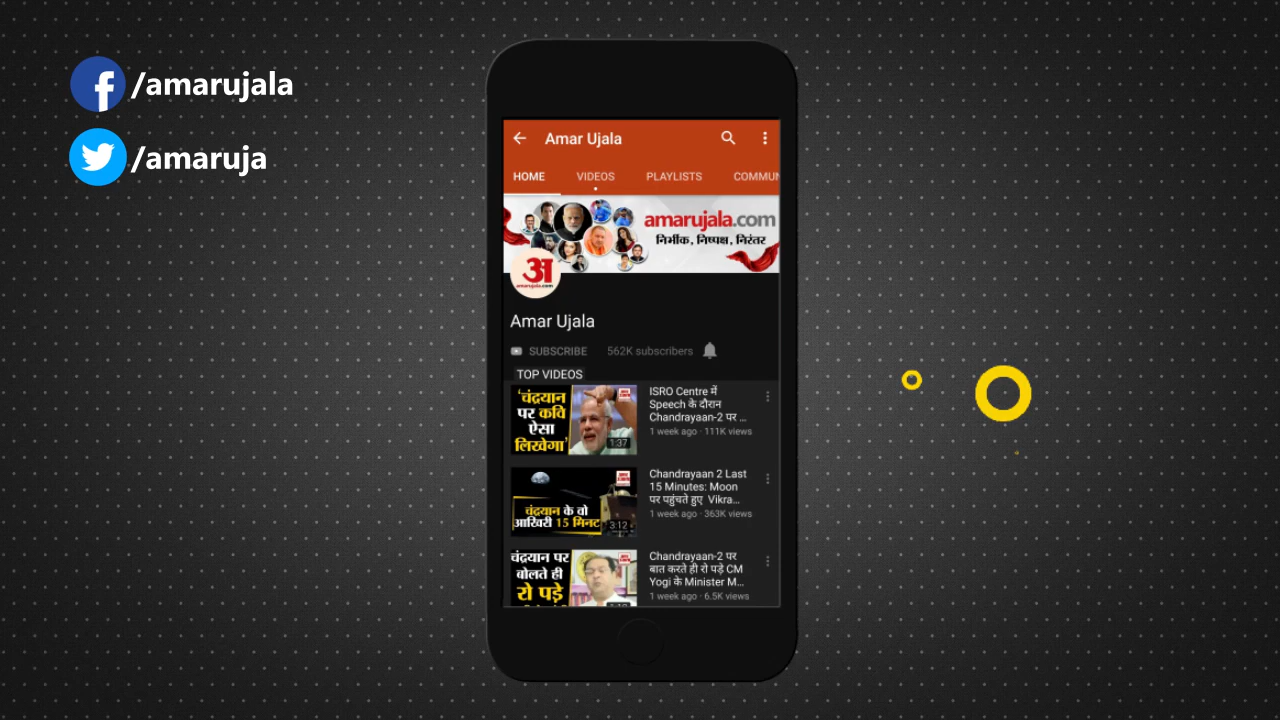 /amarujala
/amaruja
Amar Ujala
HOME VIDEOS PLAYLISTS COMMUN
amarujala.com
निर्भीक, निष्पक्ष, निरंतर
अ
amarujala.com
Amar Ujala
SUBSCRIBE 562K subscribers
TOP VIDEOS
'चंद्रयान
पर कवि
ऐसा
लिखेगा'
1:37
ISRO Centre में
Speech के दौरान
Chandrayaan-2 पर ...
1 week ago · 111K views
चंद्रयान के वो
आखिरी 15 मिनट
3:12
Chandrayaan 2 Last
15 Minutes: Moon
पर पहुंचते हुए Vikra...
1 week ago · 363K views
चंद्रयान पर
बोलते ही
रो पड़े
Chandrayaan-2 पर
बात करते ही रो पड़े CM
Yogi के Minister M...
1 week ago · 6.5K views